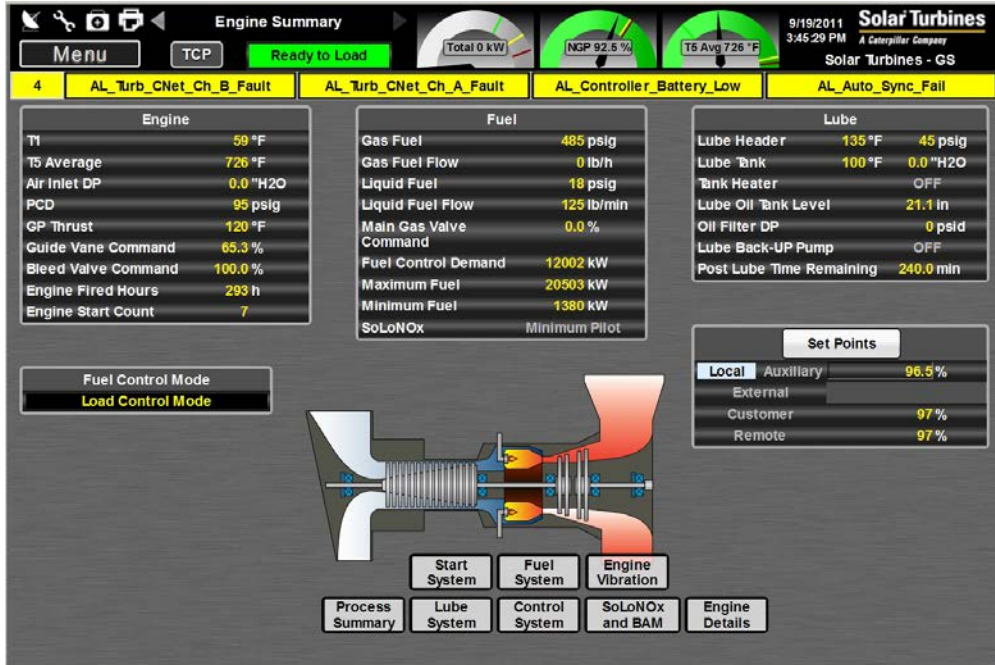 Engine Summary
Total 0 kW
NGP 92.5 %
T5 Avg 726 °F
9/19/2011
3:45:29 PM
Solar Turbines
A Caterpillar Company
Solar Turbines - GS
Menu
TCP
Ready to Load
4
AL_Turb_CNet_Ch_B_Fault
AL_Turb_CNet_Ch_A_Fault
AL_Controller_Battery_Low
AL_Auto_Sync_Fail
Engine
T1 59 °F
T5 Average 726 °F
Air Inlet DP 0.0 "H2O
PCD 95 psig
GP Thrust 120 °F
Guide Vane Command 65.3 %
Bleed Valve Command 100.0 %
Engine Fired Hours 293 h
Engine Start Count 7
Fuel
Gas Fuel 485 psig
Gas Fuel Flow 0 lb/h
Liquid Fuel 18 psig
Liquid Fuel Flow 125 lb/min
Main Gas Valve 0.0 %
Command
Fuel Control Demand 12002 kW
Maximum Fuel 20503 kW
Minimum Fuel 1380 kW
SoLoNOx Minimum Pilot
Lube
Lube Header 135 °F 45 psig
Lube Tank 100 °F 0.0 "H2O
Tank Heater OFF
Lube Oil Tank Level 21.1 in
Oil Filter DP 0 psid
Lube Back-UP Pump OFF
Post Lube Time Remaining 240.0 min
Set Points
Local Auxiliary 96.5 %
External
Customer 97 %
Remote 97 %
Fuel Control Mode
Load Control Mode
Start
System
Fuel
System
Engine
Vibration
Process
Summary
Lube
System
Control
System
SoLoNOx
and BAM
Engine
Details